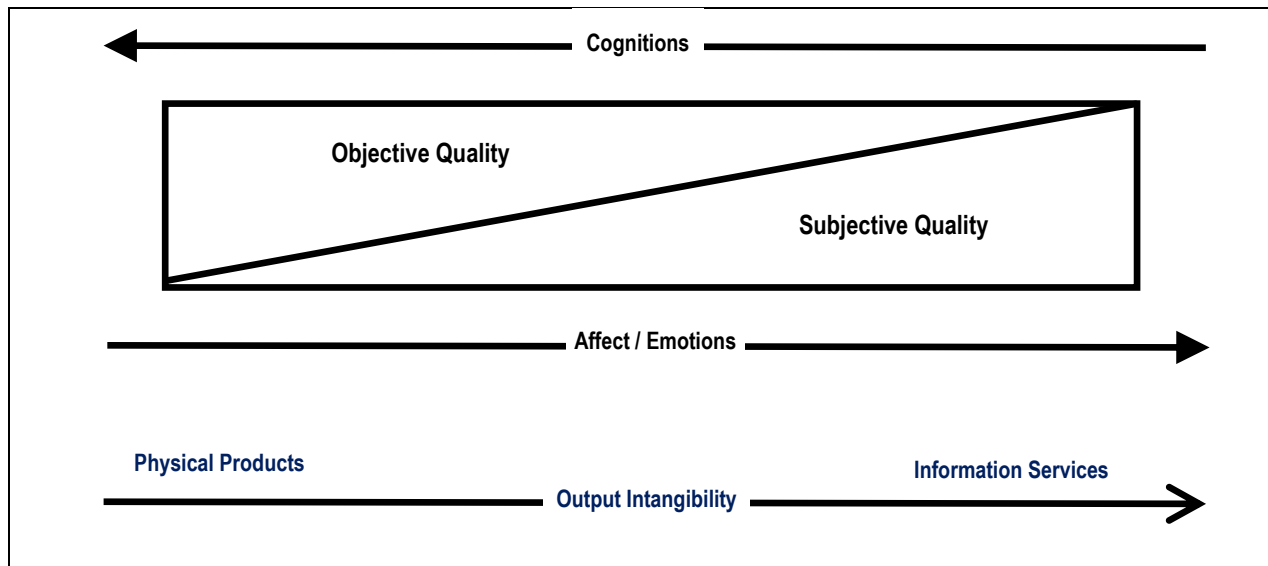 Cognitions
Objective Quality
Subjective Quality
Affect / Emotions
Physical Products
Information Services
Output Intangibility